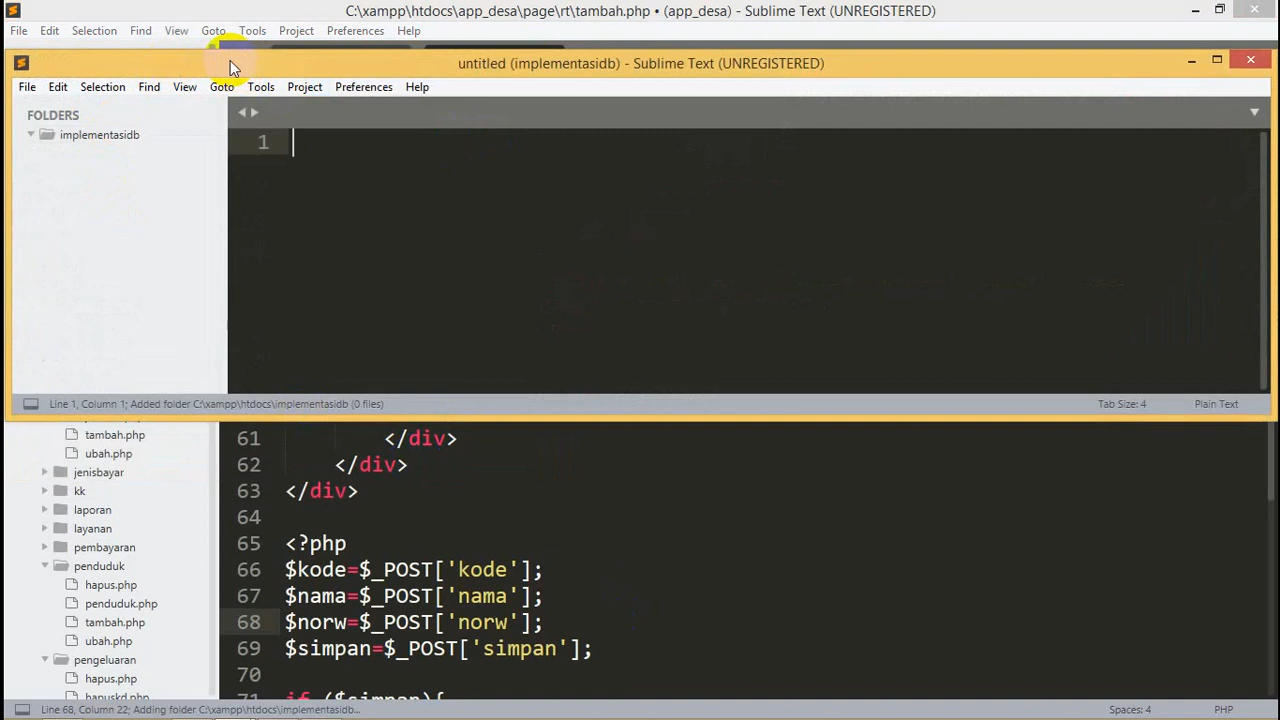 C:\xampp\htdocs\app_desa\page\rt\tambah.php • (app_desa) - Sublime Text (UNREGISTERED)
File Edit Selection Find View Goto Tools Project Preferences Help
untitled (implementasidb) - Sublime Text (UNREGISTERED)
File Edit Selection Find View Goto Tools Project Preferences Help
FOLDERS
implementasidb
1
Line 1, Column 1; Added folder C:\xampp\htdocs\implementasidb (0 files) Tab Size: 4 Plain Text
tambah.php
ubah.php
jenisbayar
kk
laporan
layanan
pembayaran
penduduk
hapus.php
penduduk.php
tambah.php
ubah.php
pengeluaran
hapus.php
hapuskd.php
61 </div>
62 </div>
63 </div>
64
65 <?php
66 $kode=$_POST['kode'];
67 $nama=$_POST['nama'];
68 $norw=$_POST['norw'];
69 $simpan=$_POST['simpan'];
70
71 if ($simpan){
Line 68, Column 22; Adding folder C:\xampp\htdocs\implementasidb... Spaces: 4 PHP